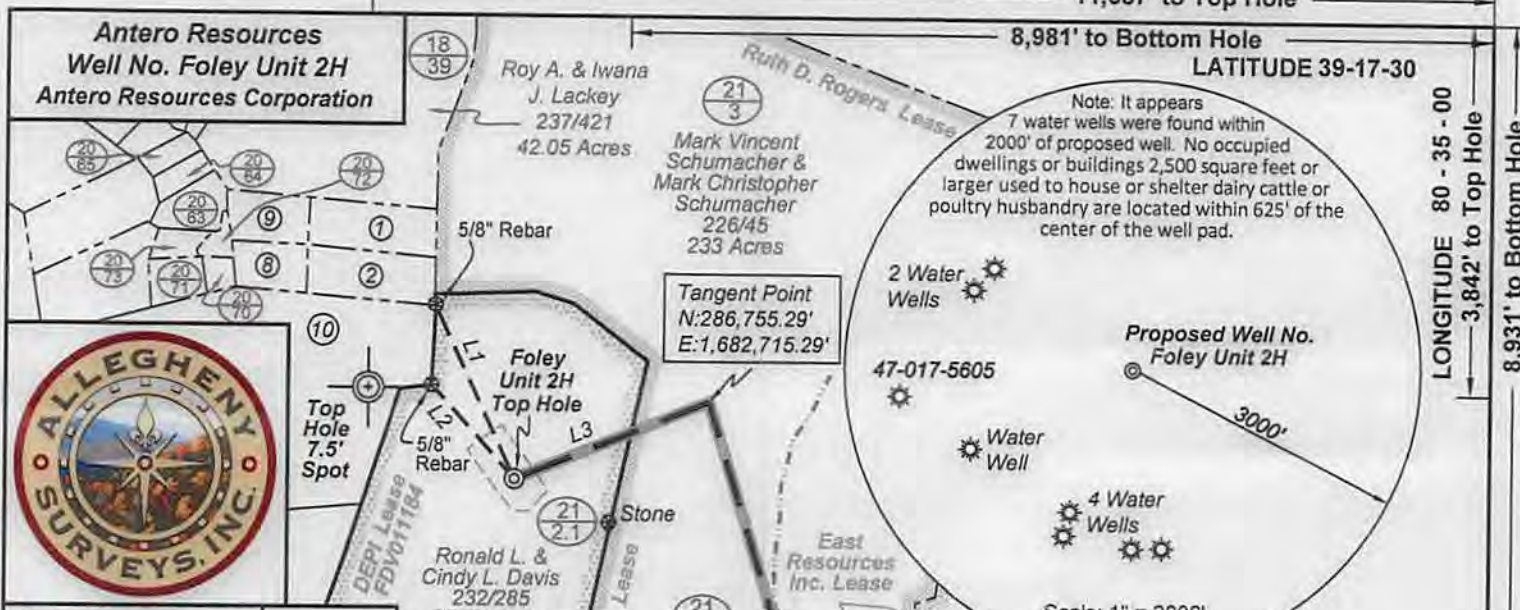 Antero Resources
Well No. Foley Unit 2H
Antero Resources Corporation
to Top Hole
8,981' to Bottom Hole
LATITUDE 39-17-30
LONGITUDE 80 - 35 - 00
3,842' to Top Hole
8,931' to Bottom Hole
18
39
Roy A. & Iwana
J. Lackey
237/421
42.05 Acres
21
3
Mark Vincent
Schumacher &
Mark Christopher
Schumacher
226/45
233 Acres
Ruth D. Rogers Lease
Note: It appears
7 water wells were found within
2000' of proposed well. No occupied
dwellings or buildings 2,500 square feet or
larger used to house or shelter dairy cattle or
poultry husbandry are located within 625' of the
center of the well pad.
20
65
20
64
20
72
20
63
20
73
20
71
20
70
9
1
8
2
10
5/8" Rebar
Tangent Point
N:286,755.29'
E:1,682,715.29'
2 Water
Wells
47-017-5605
Water
Well
4 Water
Wells
Proposed Well No.
Foley Unit 2H
3000'
L1
L2
L3
Foley
Unit 2H
Top Hole
Top
Hole
7.5'
Spot
5/8"
Rebar
21
2.1
Stone
DEPI Lease
FDV011184
Ronald L. &
Cindy L. Davis
232/285
Lease
East
Resources
Inc. Lease
21
ALLEGHENY
SURVEYS, INC.